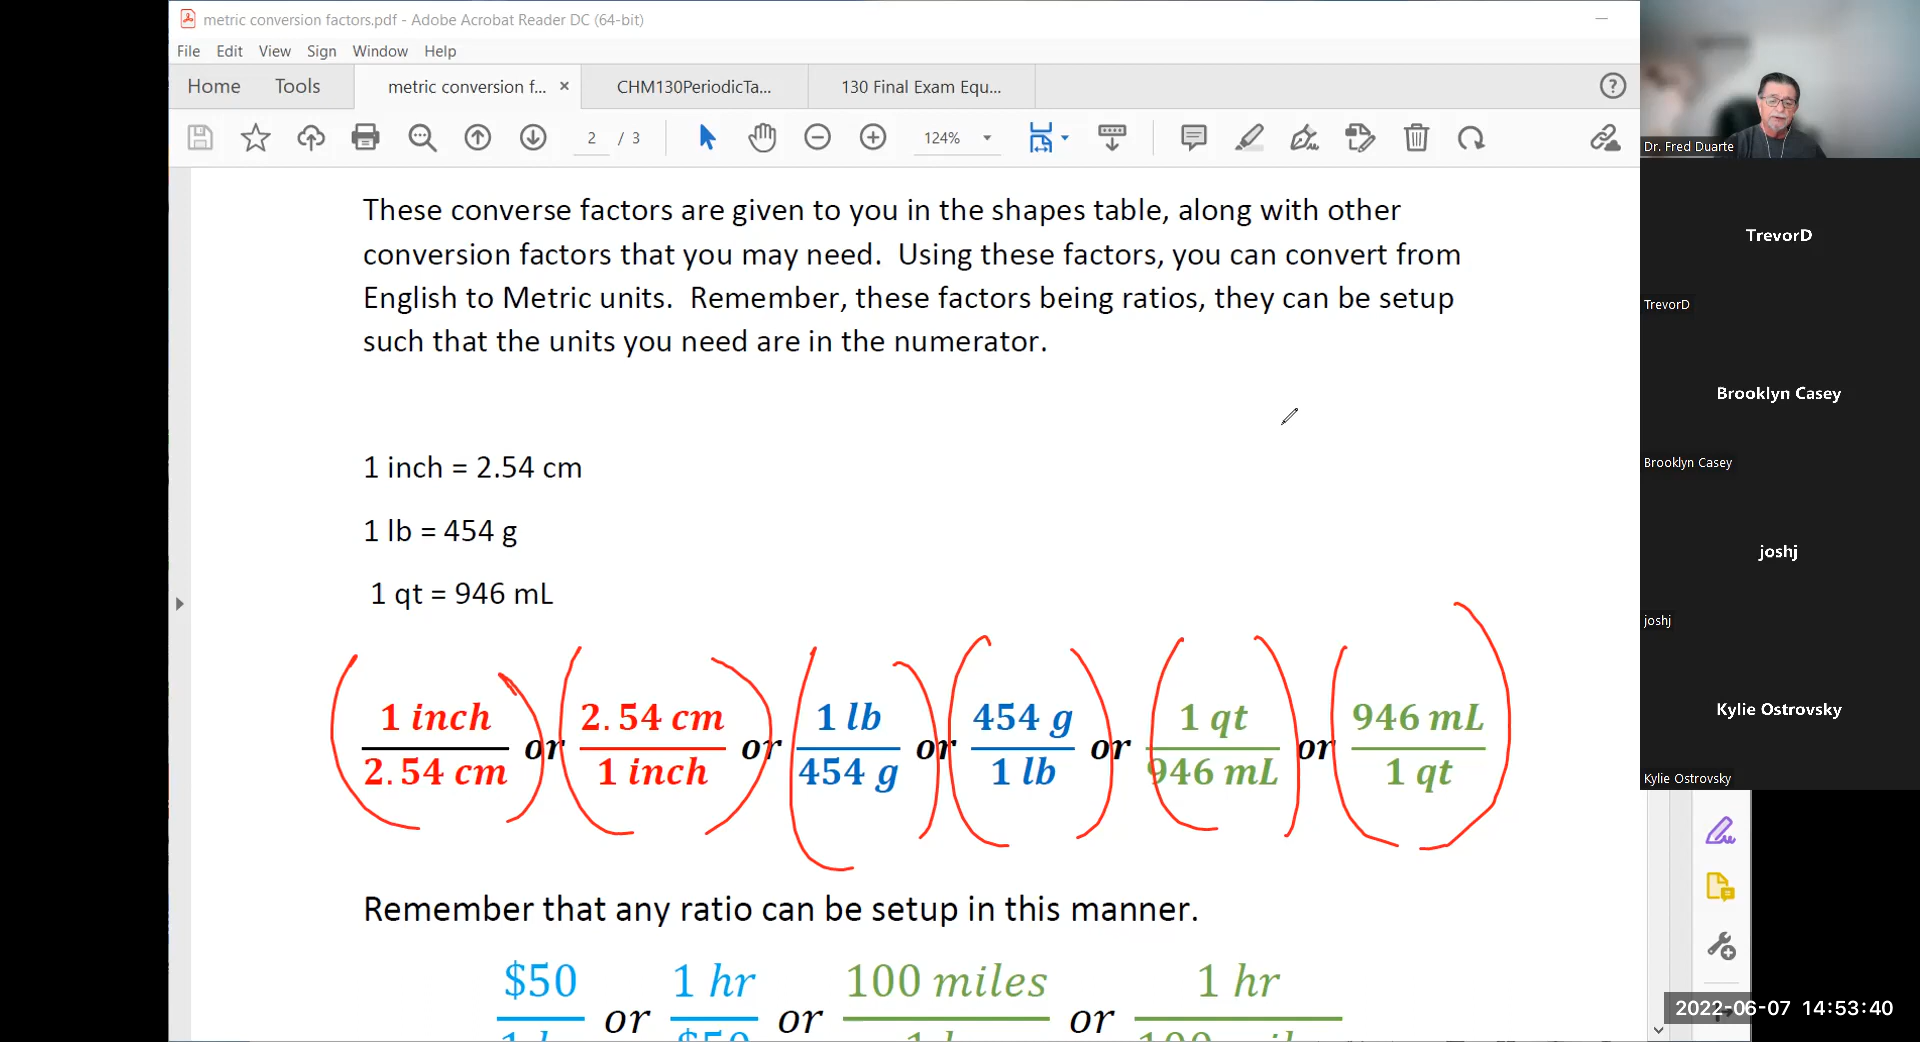 metric conversion factors.pdf - Adobe Acrobat Reader DC (64-bit)
File Edit View Sign Window Help
Home Tools metric conversion f... × CHM130PeriodicTa... 130 Final Exam Equ... ?
2 / 3 124%
These converse factors are given to you in the shapes table, along with other
conversion factors that you may need. Using these factors, you can convert from
English to Metric units. Remember, these factors being ratios, they can be setup
such that the units you need are in the numerator.
1 inch = 2.54 cm
1 lb = 454 g
1 qt = 946 mL
1 inch 2.54 cm 1 lb 454 g 1 qt 946 mL
or or or or or
2.54 cm 1 inch 454 g 1 lb 946 mL 1 qt
Remember that any ratio can be setup in this manner.
$50 1 hr 100 miles 1 hr
or or or
$50
Dr. Fred Duarte
TrevorD
TrevorD
Brooklyn Casey
Brooklyn Casey
joshj
joshj
Kylie Ostrovsky
Kylie Ostrovsky
2022-06-07 14:53:40